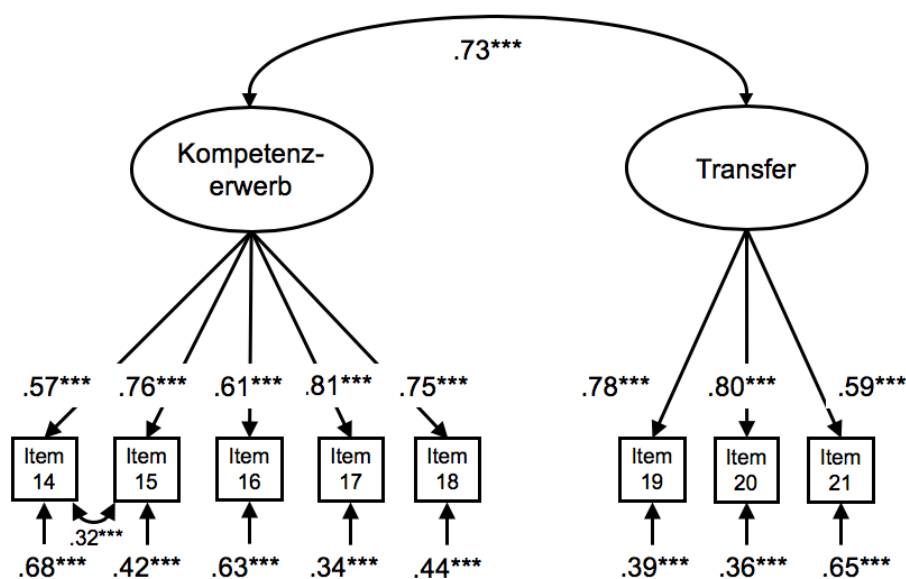 .73***
Kompetenz-
erwerb
Transfer
.57*** .76*** .61*** .81*** .75*** .78*** .80*** .59***
Item Item Item Item Item Item Item Item
14 15 16 17 18 19 20 21
.32***
.68*** .42*** .63*** .34*** .44*** .39*** .36*** .65***